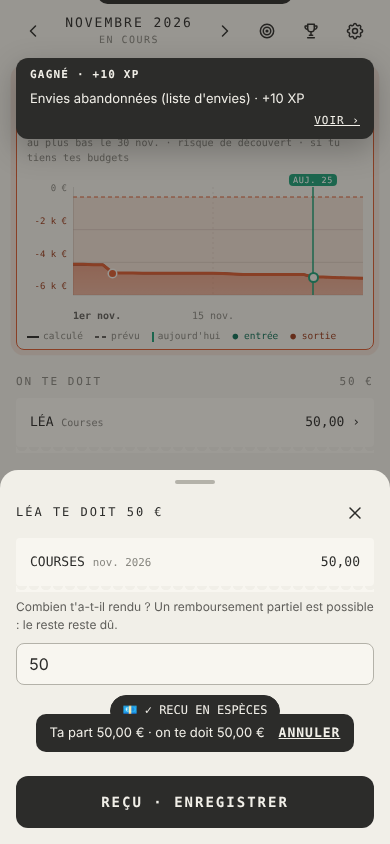 NOVEMBRE 2026
EN COURS
GAGNÉ · +10 XP
Envies abandonnées (liste d'envies) · +10 XP
VOIR ›
au plus bas le 30 nov. · risque de découvert · si tu
tiens tes budgets
AUJ. 25
0 €
-2 k €
-4 k €
-6 k €
1er nov.
15 nov.
calculé
prévu
aujourd'hui
entrée
sortie
ON TE DOIT
50 €
LÉA Courses
50,00 ›
LÉA TE DOIT 50 €
COURSES nov. 2026
50,00
Combien t'a-t-il rendu ? Un remboursement partiel est possible
: le reste reste dû.
50
✓ REÇU EN ESPÈCES
Ta part 50,00 € · on te doit 50,00 € ANNULER
REÇU · ENREGISTRER